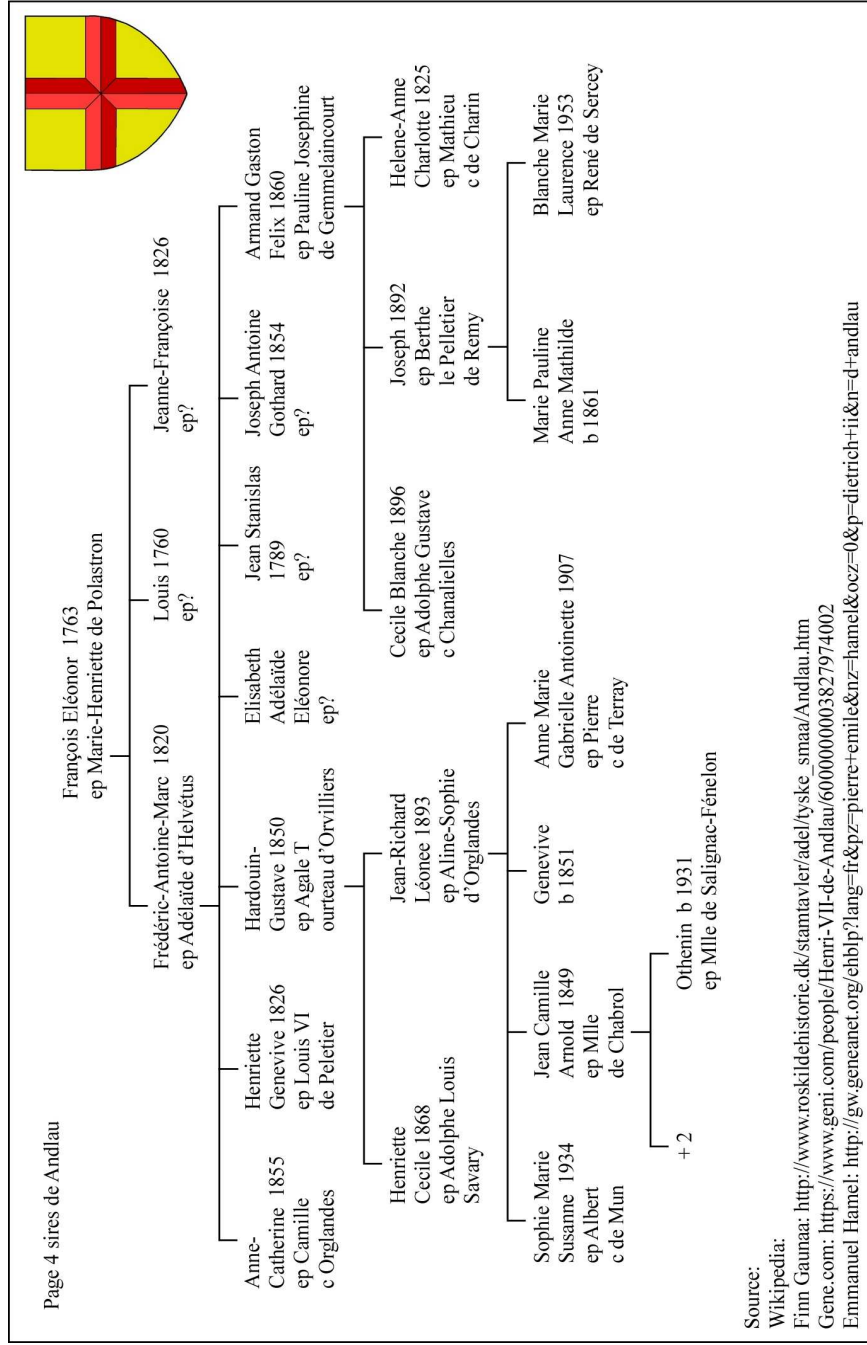 Page 4 sires de Andlau
François Eléonor 1763
ep Marie-Henriette de Polastron
Frédéric-Antoine-Marc 1820
ep Adélaïde d'Helvétus
Louis 1760
ep?
Jeanne-Françoise 1826
ep?
Anne-
Catherine 1855
ep Camille
c Orglandes
Henriette
Genevive 1826
ep Louis VI
de Peletier
Hardouin-
Gustave 1850
ep Agale T
ourteau d'Orvilliers
Elisabeth
Adélaïde
Eléonore
ep?
Jean Stanislas
1789
ep?
Joseph Antoine
Gothard 1854
ep?
Armand Gaston
Felix 1860
ep Pauline Josephine
de Gemmelaincourt
Henriette
Cecile 1868
ep Adolphe Louis
Savary
Jean-Richard
Léonee 1893
ep Aline-Sophie
d'Orglandes
Cecile Blanche 1896
ep Adolphe Gustave
c Chanalielles
Joseph 1892
ep Berthe
le Pelletier
de Remy
Helene-Anne
Charlotte 1825
ep Mathieu
c de Charin
Sophie Marie
Susanne 1934
ep Albert
c de Mun
Jean Camille
Arnold 1849
ep Mlle
de Chabrol
Genevive
b 1851
Anne Marie
Gabrielle Antoinette 1907
ep Pierre
c de Terray
Marie Pauline
Anne Mathilde
b 1861
Blanche Marie
Laurence 1953
ep René de Sercey
+ 2
Othenin b 1931
ep Mlle de Salignac-Fénelon
Source:
Wikipedia:
Finn Gaunaa: http://www.roskildehistorie.dk/stamtavler/adel/tyske_smaa/Andlau.htm
Gene.com: https://www.geni.com/people/Henri-VII-de-Andlau/6000000003827974002
Emmanuel Hamel: http://gw.geneanet.org/ehblp?lang=fr&pz=pierre+emile&nz=hamel&ocz=0&p=dietrich+ii&n=d+andlau